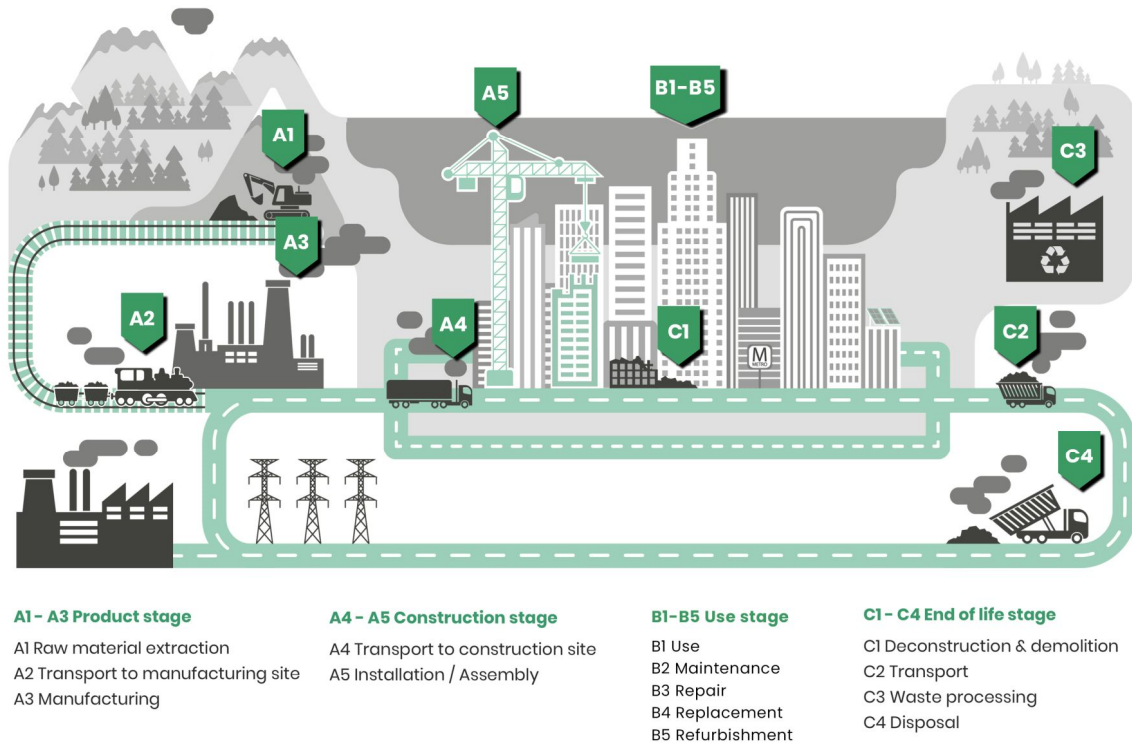 A5
B1-B5
A1
C3
A3
A2
A4
C1
C2
M
METRO
C4
A1 - A3 Product stage
A1 Raw material extraction
A2 Transport to manufacturing site
A3 Manufacturing
A4 - A5 Construction stage
A4 Transport to construction site
A5 Installation / Assembly
B1-B5 Use stage
B1 Use
B2 Maintenance
B3 Repair
B4 Replacement
B5 Refurbishment
C1 - C4 End of life stage
C1 Deconstruction & demolition
C2 Transport
C3 Waste processing
C4 Disposal